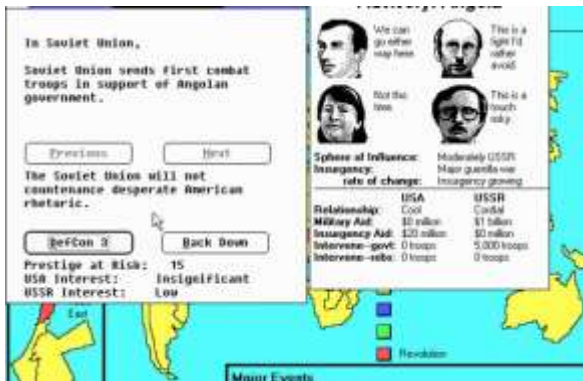 In Soviet Union,
Soviet Union sends first combat
troops in support of Angolan
government.
Previous
Next
The Soviet Union will not
countenance desperate American
rhetoric.
DefCon 3
Back Down
Prestige at Risk: 15
USA Interest: Insignificant
USSR Interest: Low
We can
go either
way here.
This is a
fight I'd
rather
avoid.
Not this
time.
This is a
touch
risky.
Sphere of Influence: Moderately USSR
Insurgency: Major guerilla war
rate of change: Insurgency growing
USA USSR
Relationship: Cool Cordial
Military Aid: $0 million $1 billion
Insurgency Aid: $20 million $0 million
Intervene--govt: 0 troops 5,000 troops
Intervene--rebs: 0 troops 0 troops
East
Revolution
Major Events